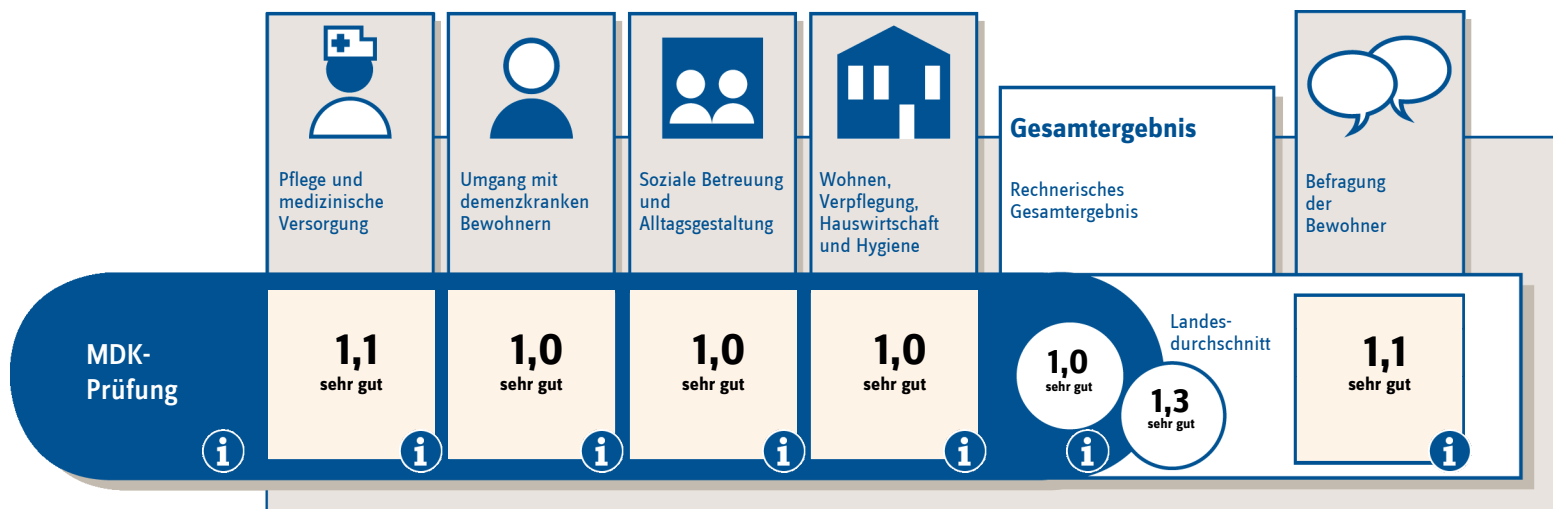 Pflege und
medizinische
Versorgung
Umgang mit
demenzkranken
Bewohnern
Soziale Betreuung
und
Alltagsgestaltung
Wohnen,
Verpflegung,
Hauswirtschaft
und Hygiene
Gesamtergebnis
Rechnerisches
Gesamtergebnis
Befragung
der
Bewohner
MDK-
Prüfung
i
1,1
sehr gut
i
1,0
sehr gut
i
1,0
sehr gut
i
1,0
sehr gut
i
1,0
sehr gut
i
Landes-
durchschnitt
1,3
sehr gut
1,1
sehr gut
i